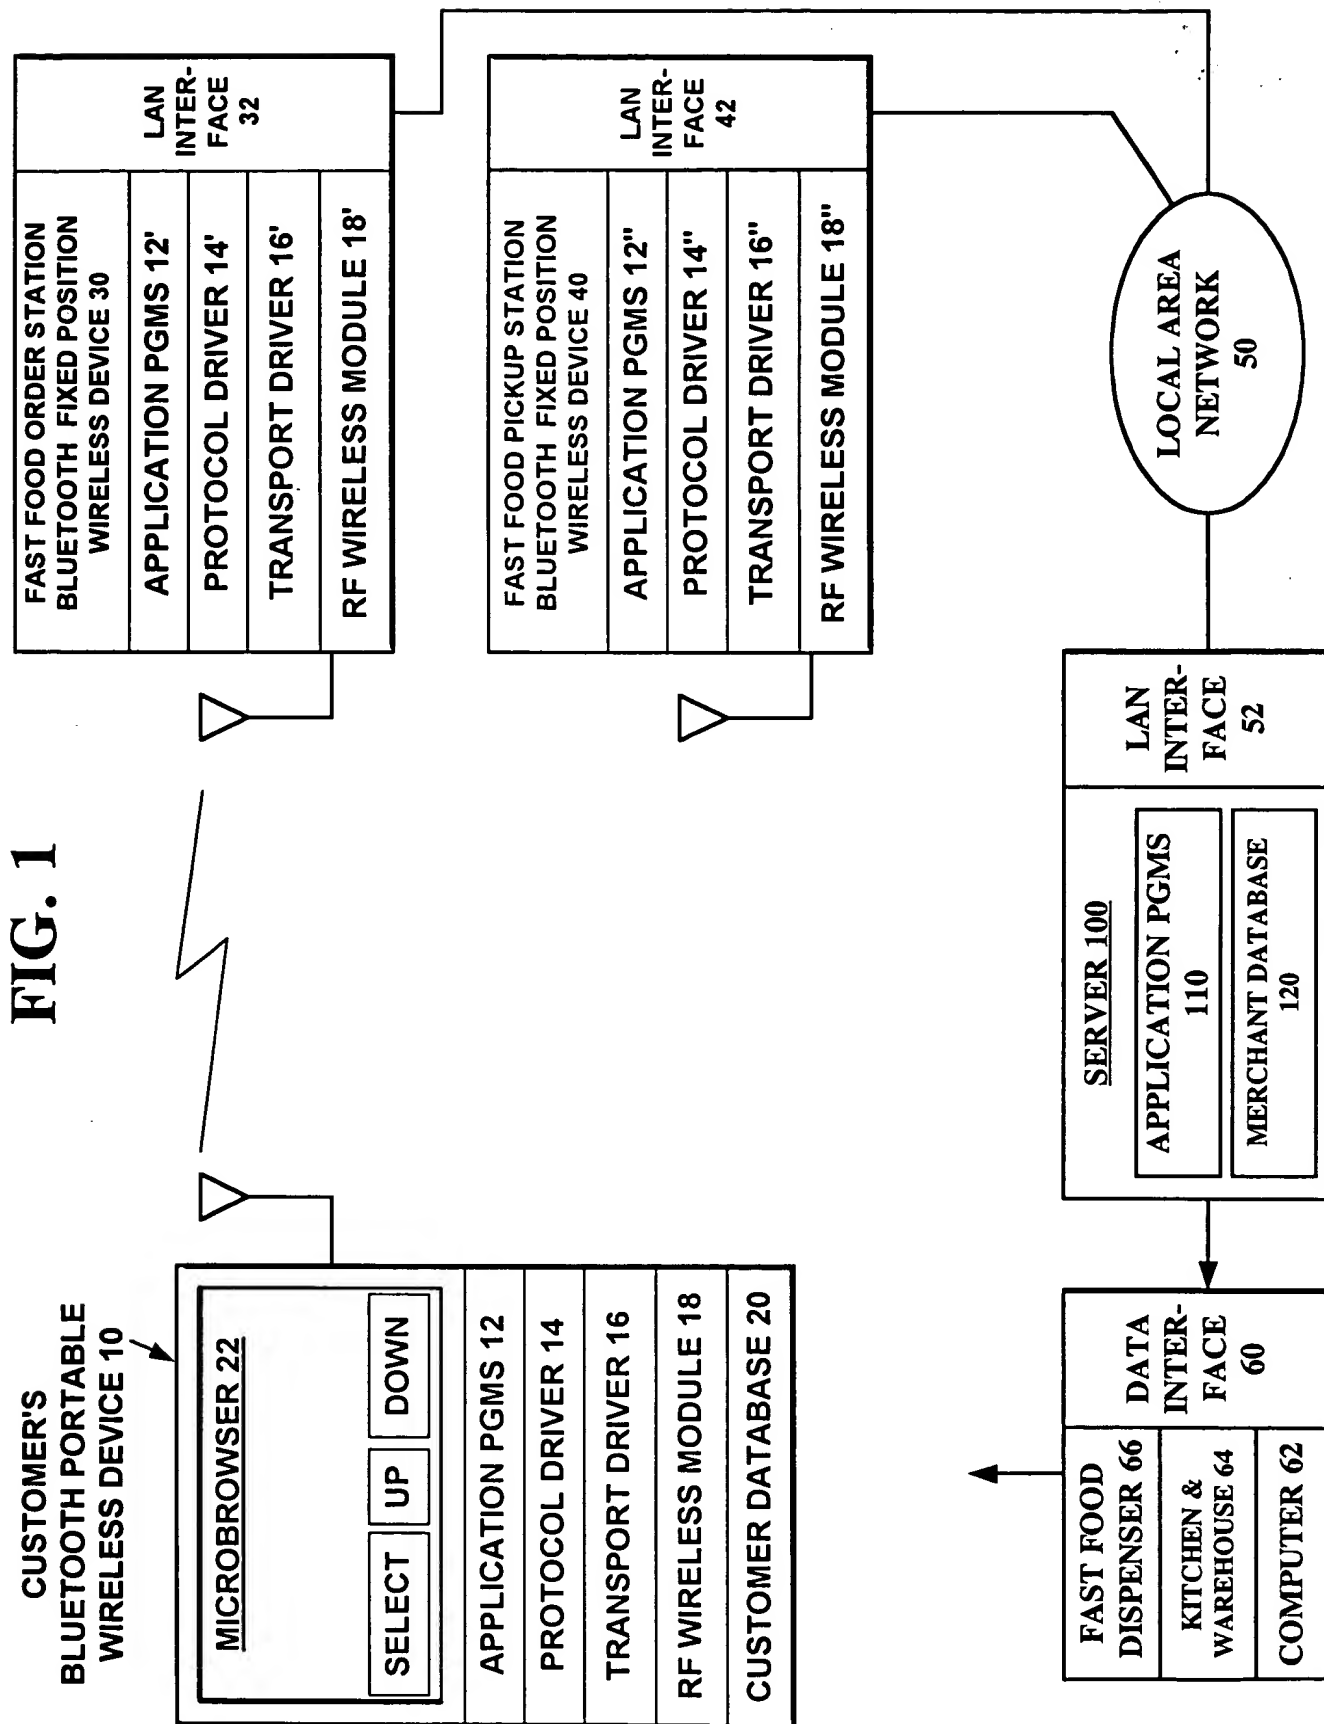 FIG. 1
CUSTOMER'S
BLUETOOTH PORTABLE
WIRELESS DEVICE 10
MICROBROWSER 22
SELECT
UP
DOWN
APPLICATION PGMS 12
PROTOCOL DRIVER 14
TRANSPORT DRIVER 16
RF WIRELESS MODULE 18
CUSTOMER DATABASE 20
FAST FOOD ORDER STATION
BLUETOOTH FIXED POSITION
WIRELESS DEVICE 30
APPLICATION PGMS 12'
PROTOCOL DRIVER 14'
TRANSPORT DRIVER 16'
RF WIRELESS MODULE 18'
LAN
INTER-
FACE
32
FAST FOOD PICKUP STATION
BLUETOOTH FIXED POSITION
WIRELESS DEVICE 40
APPLICATION PGMS 12"
PROTOCOL DRIVER 14"
TRANSPORT DRIVER 16"
RF WIRELESS MODULE 18"
LAN
INTER-
FACE
42
FAST FOOD
DISPENSER 66
KITCHEN &
WAREHOUSE 64
COMPUTER 62
DATA
INTER-
FACE
60
SERVER 100
APPLICATION PGMS
110
MERCHANT DATABASE
120
LAN
INTER-
FACE
52
LOCAL AREA
NETWORK
50